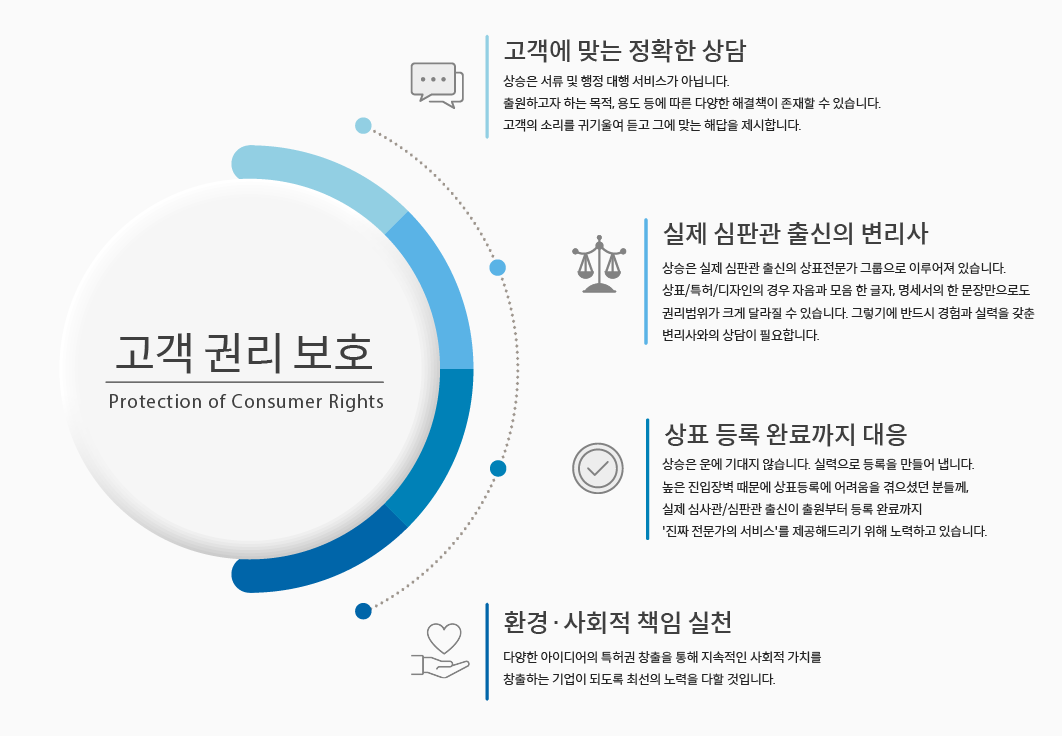 고객 권리 보호
Protection of Consumer Rights
고객에 맞는 정확한 상담
상승은 서류 및 행정 대행 서비스가 아닙니다.
출원하고자 하는 목적, 용도 등에 따른 다양한 해결책이 존재할 수 있습니다.
고객의 소리를 귀기울여 듣고 그에 맞는 해답을 제시합니다.
실제 심판관 출신의 변리사
상승은 실제 심판관 출신의 상표전문가 그룹으로 이루어져 있습니다.
상표/특허/디자인의 경우 자음과 모음 한 글자, 명세서의 한 문장만으로도
권리범위가 크게 달라질 수 있습니다. 그렇기에 반드시 경험과 실력을 갖춘
변리사와의 상담이 필요합니다.
상표 등록 완료까지 대응
상승은 운에 기대지 않습니다. 실력으로 등록을 만들어 냅니다.
높은 진입장벽 때문에 상표등록에 어려움을 겪으셨던 분들께,
실제 심사관/심판관 출신이 출원부터 등록 완료까지
'진짜 전문가의 서비스'를 제공해드리기 위해 노력하고 있습니다.
환경·사회적 책임 실천
다양한 아이디어의 특허권 창출을 통해 지속적인 사회적 가치를
창출하는 기업이 되도록 최선의 노력을 다할 것입니다.